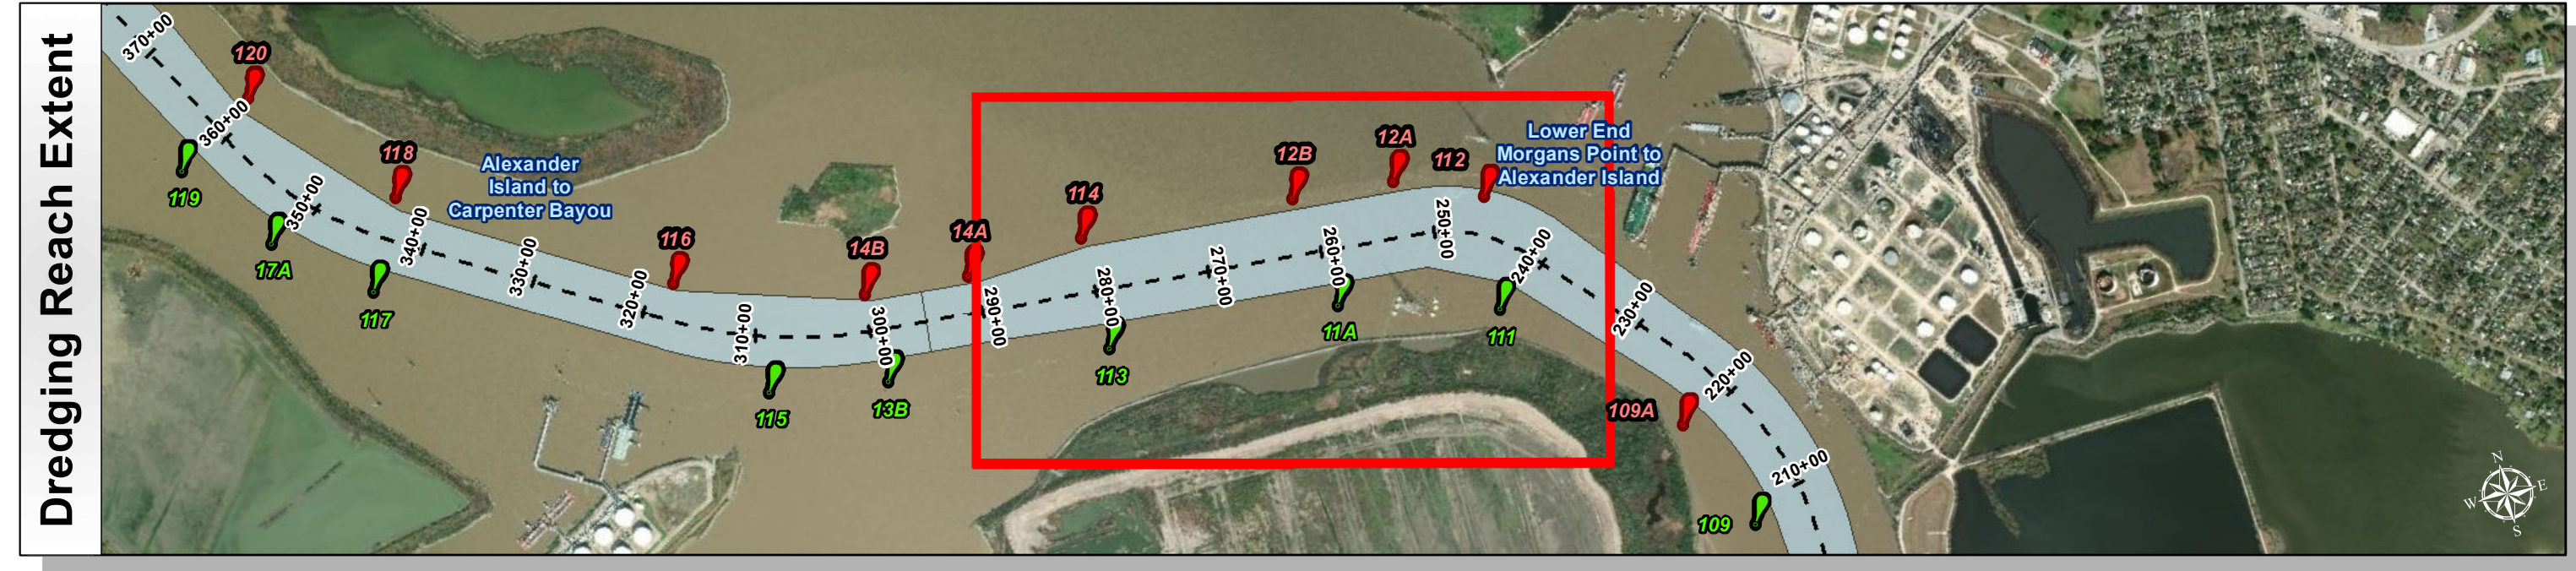 Dredging Reach Extent
370+00
120
360+00
119
118
350+00
17A
340+00
117
Alexander
Island to
Carpenter Bayou
330+00
320+00
116
310+00
115
14B
300+00
13B
14A
290+00
114
280+00
113
270+00
12B
260+00
11A
12A
250+00
112
Lower End
Morgans Point to
Alexander Island
240+00
111
230+00
220+00
109A
210+00
109
N
W
E
S